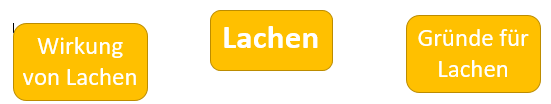 Wirkung
von Lachen
Lachen
Gründe für
Lachen